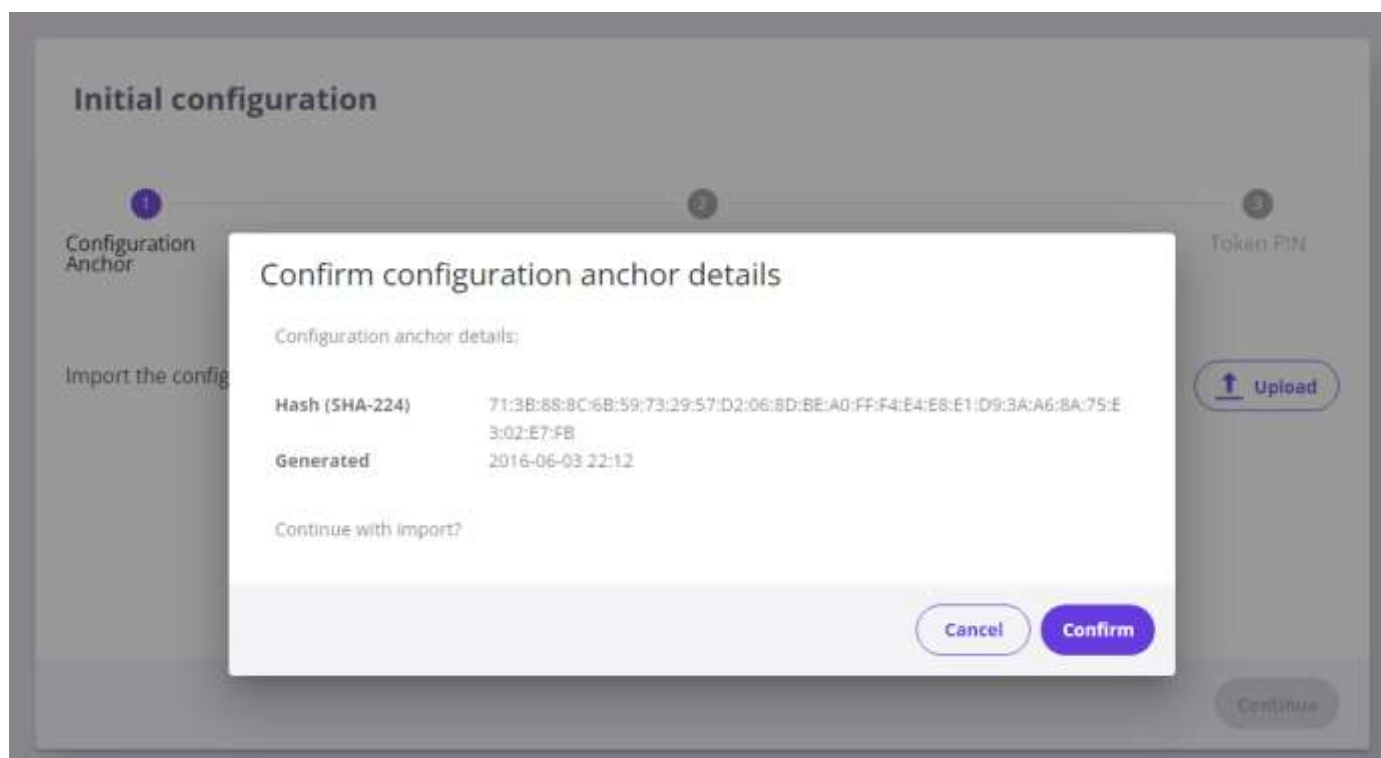 Initial configuration
1
2
3
Configuration
Anchor
Token PIN
Confirm configuration anchor details
Configuration anchor details:
Import the config
Upload
Hash (SHA-224)
71:3B:88:8C:6B:59:73:29:57:D2:06:8D:BE:A0:FF:F4:E4:E8:E1:D9:3A:A6:8A:75:E
3:02:E7:FB
Generated
2016-06-03 22:12
Continue with import?
Cancel
Confirm
Continue